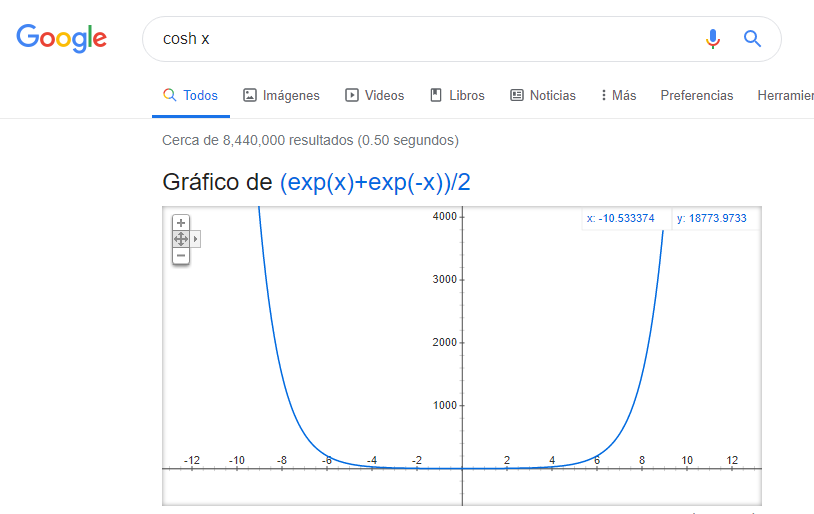 Google
cosh x
Todos Imágenes Videos Libros Noticias Más Preferencias Herramien
Cerca de 8,440,000 resultados (0.50 segundos)
Gráfico de (exp(x)+exp(-x))/2
4000 x: -10.533374 y: 18773.9733
3000
2000
1000
-12 -10 -8 -6 -4 -2 2 4 6 8 10 12